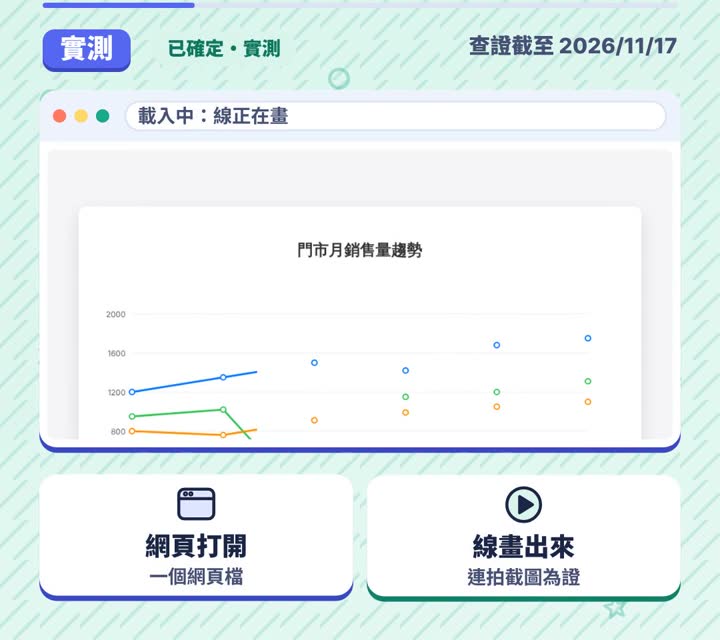 實測
已確定・實測
查證截至 2026/11/17
載入中：線正在畫
門市月銷售量趨勢
2000
1600
1200
800
網頁打開
一個網頁檔
線畫出來
連拍截圖為證